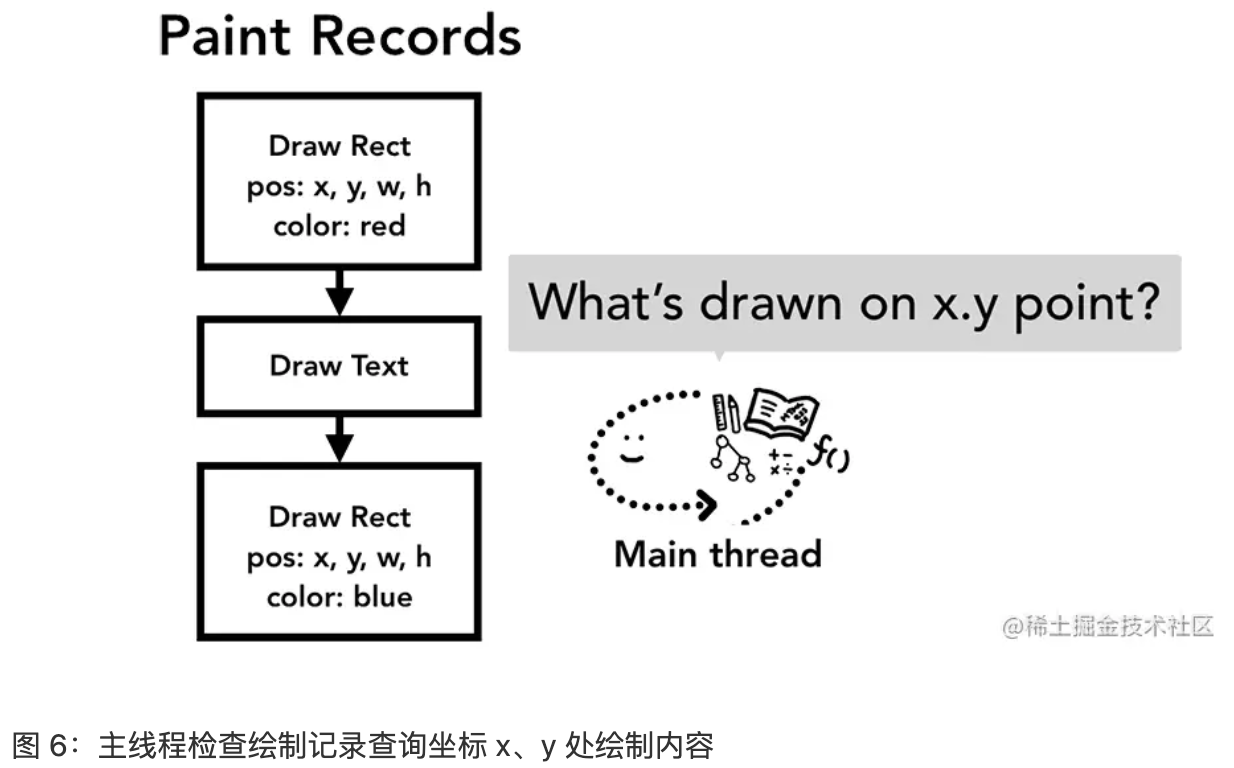 Paint Records
Draw Rect
pos: x, y, w, h
color: red
Draw Text
Draw Rect
pos: x, y, w, h
color: blue
What's drawn on x.y point?
+-
×÷
f()
Main thread
@稀土掘金技术社区
图 6：主线程检查绘制记录查询坐标 x、y 处绘制内容